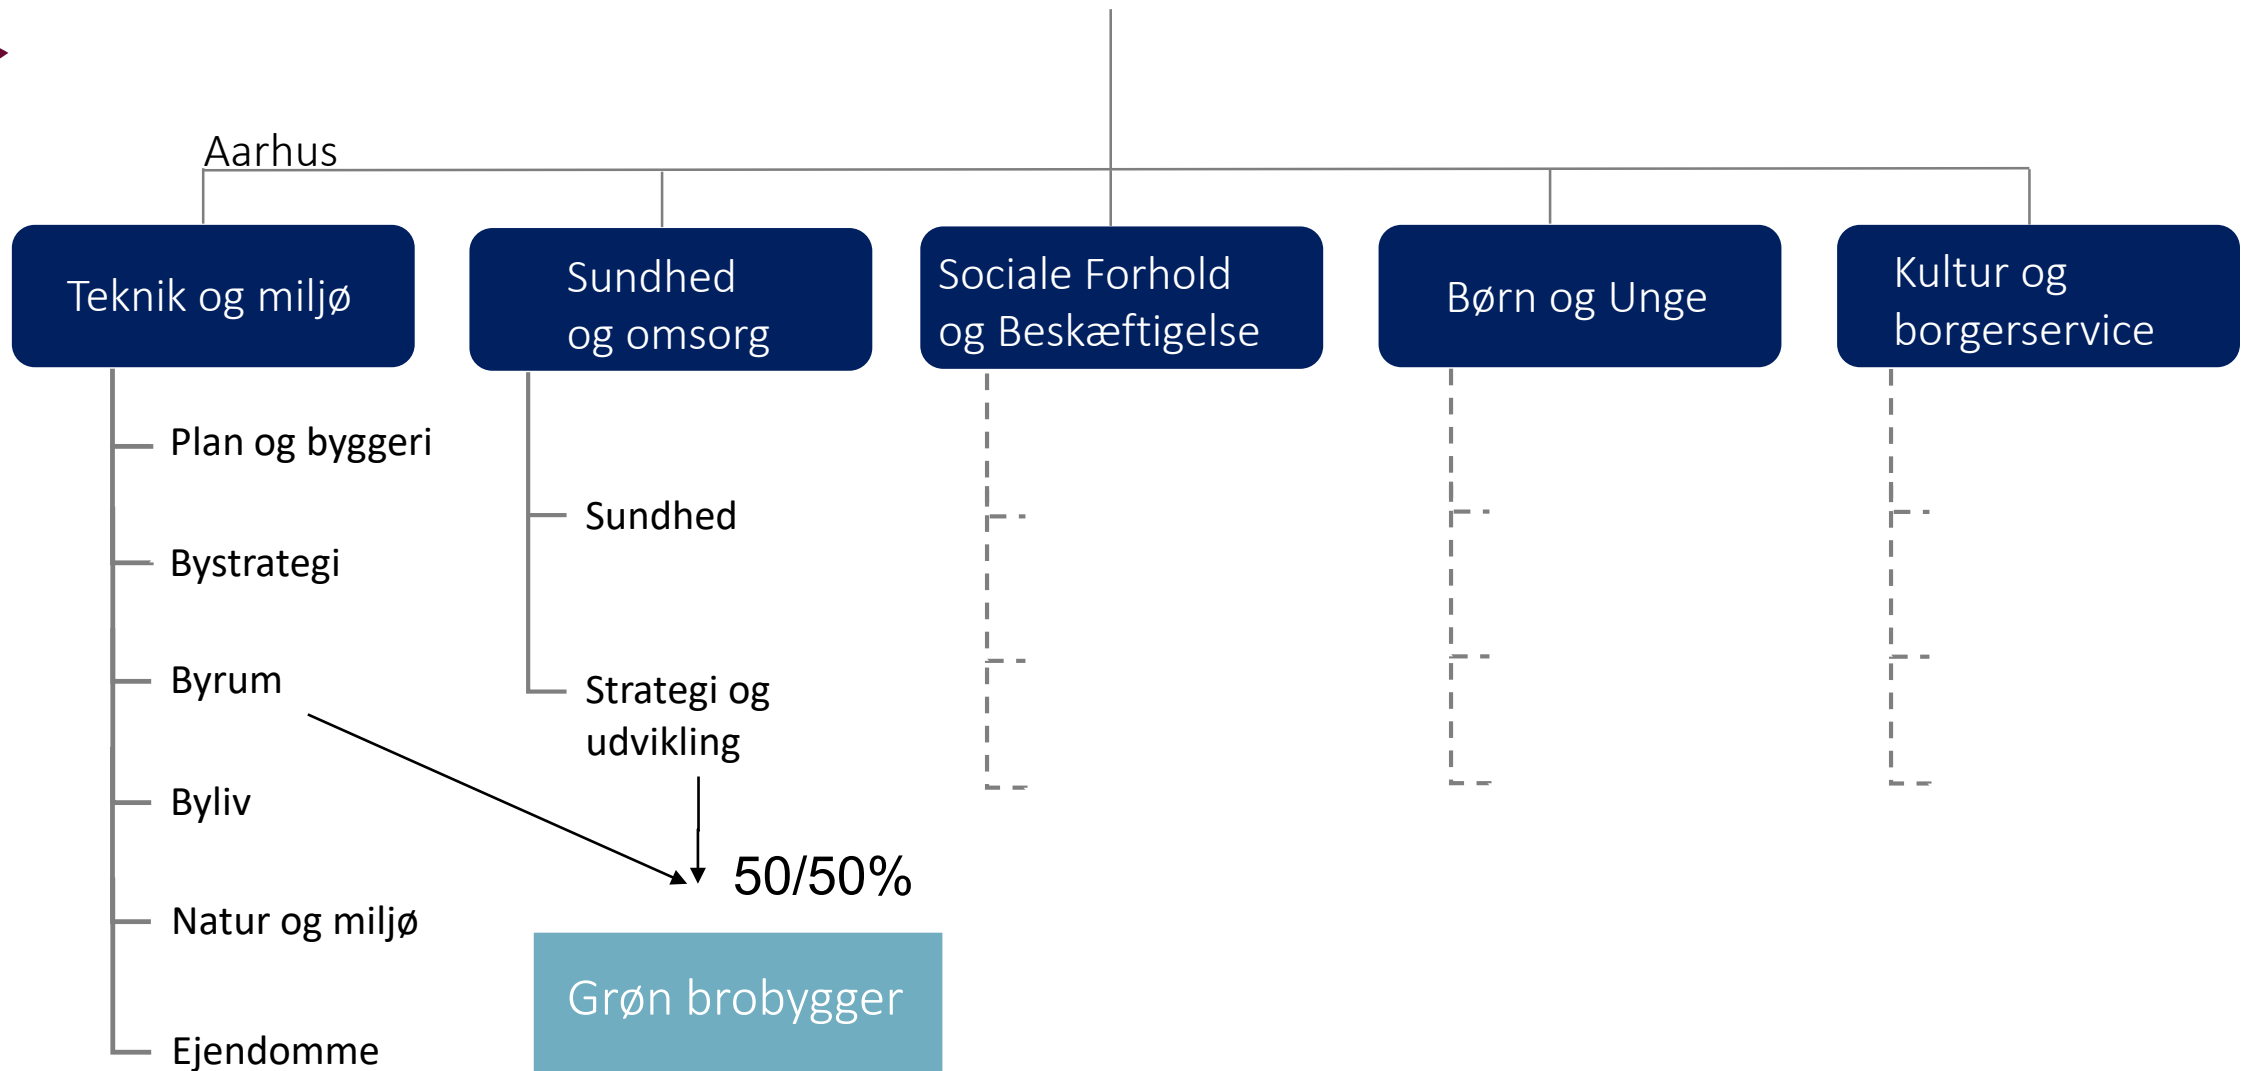 Aarhus
Teknik og miljø
Sundhed
og omsorg
Sociale Forhold
og Beskæftigelse
Børn og Unge
Kultur og
borgerservice
Plan og byggeri
Bystrategi
Byrum
Byliv
Natur og miljø
Ejendomme
Sundhed
Strategi og
udvikling
50/50%
Grøn brobygger